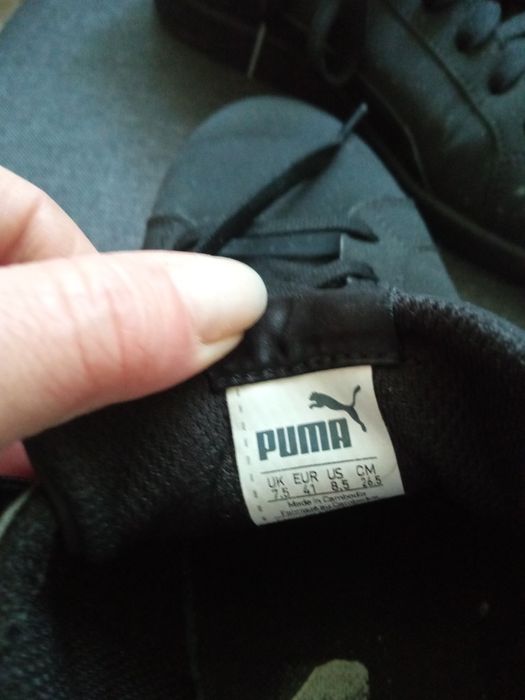 PUMA
UK EUR US CM
7.5 41 8.5 26.5
Made in Cambodia